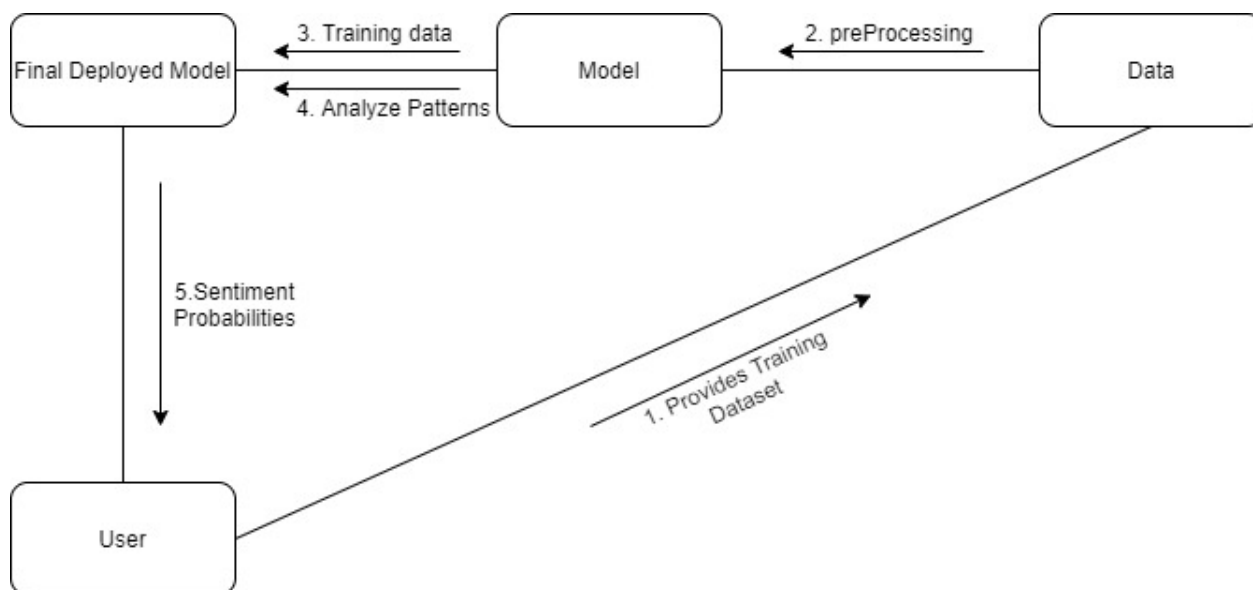 3. Training data
2. preProcessing
Final Deployed Model
Model
Data
4. Analyze Patterns
5.Sentiment
Probabilities
1. Provides Training
Dataset
User